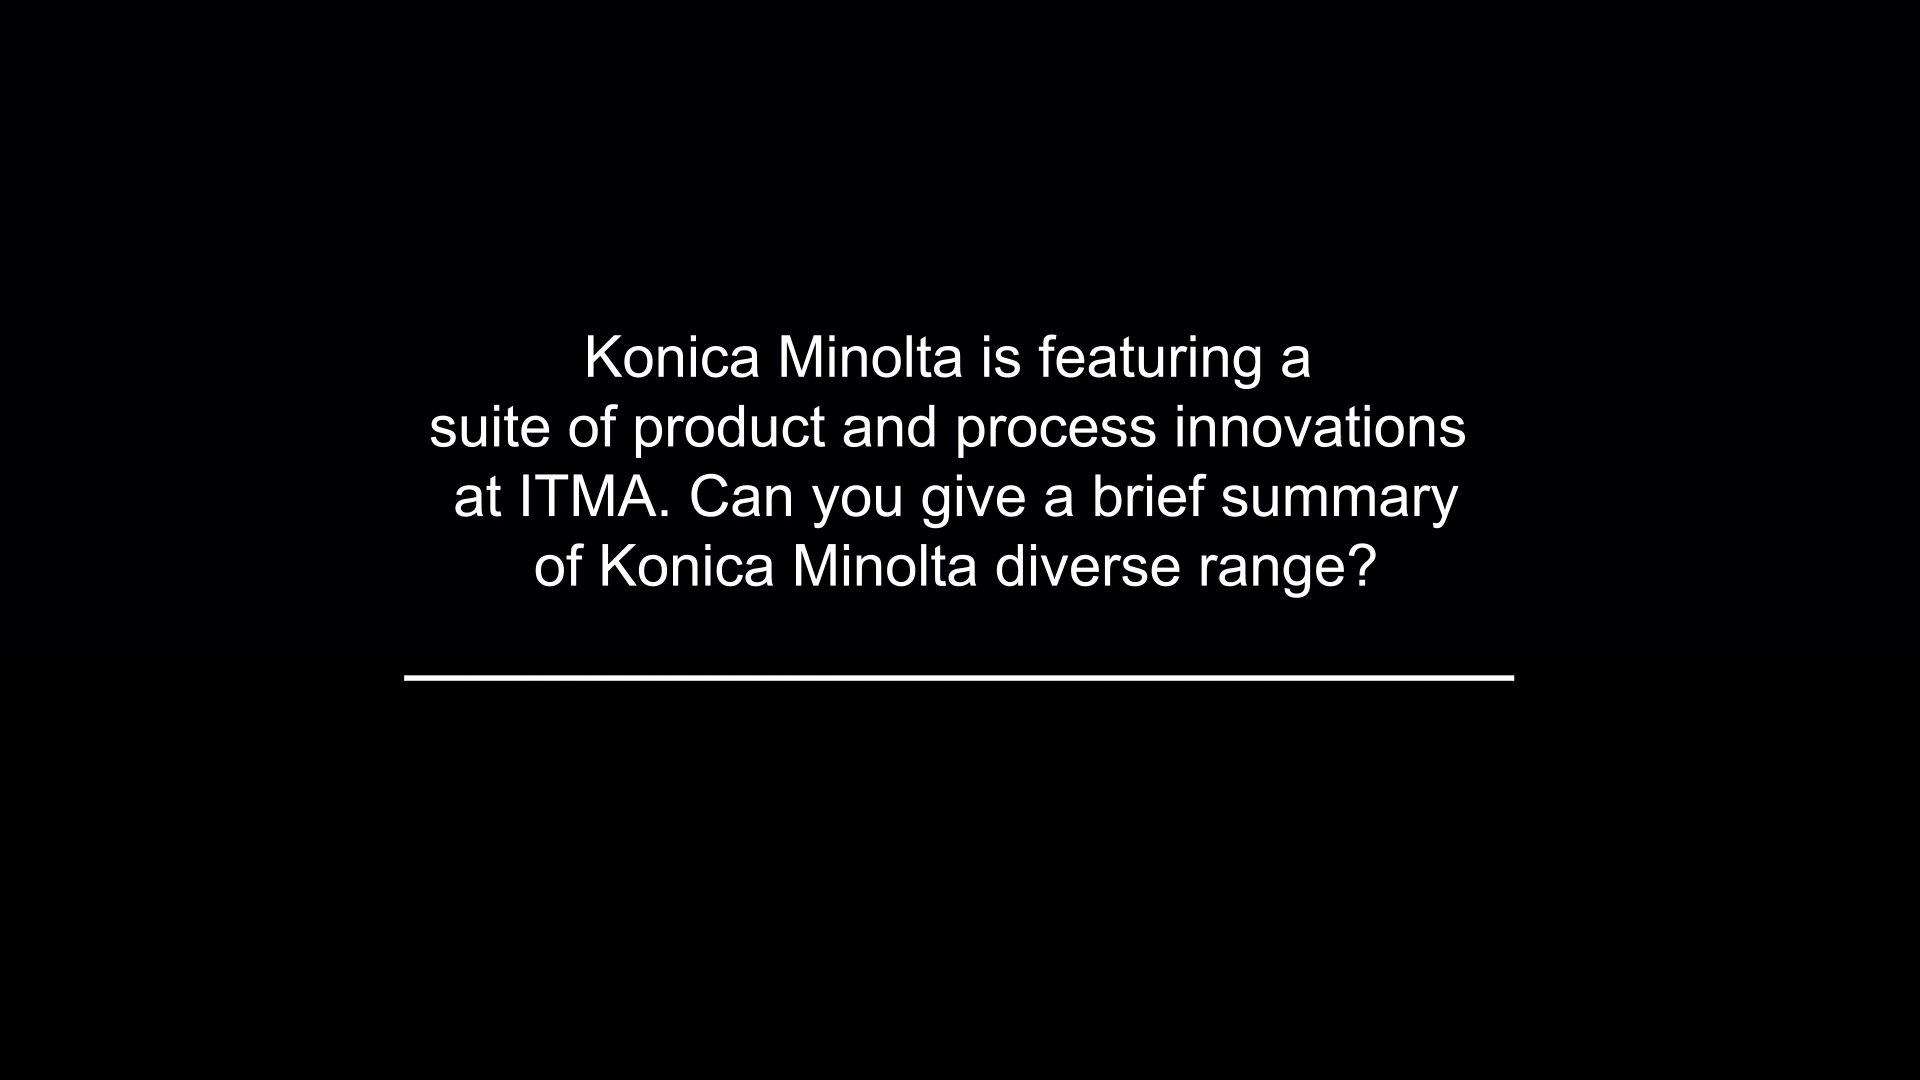 Konica Minolta is featuring a
suite of product and process innovations
at ITMA. Can you give a brief summary
of Konica Minolta diverse range?